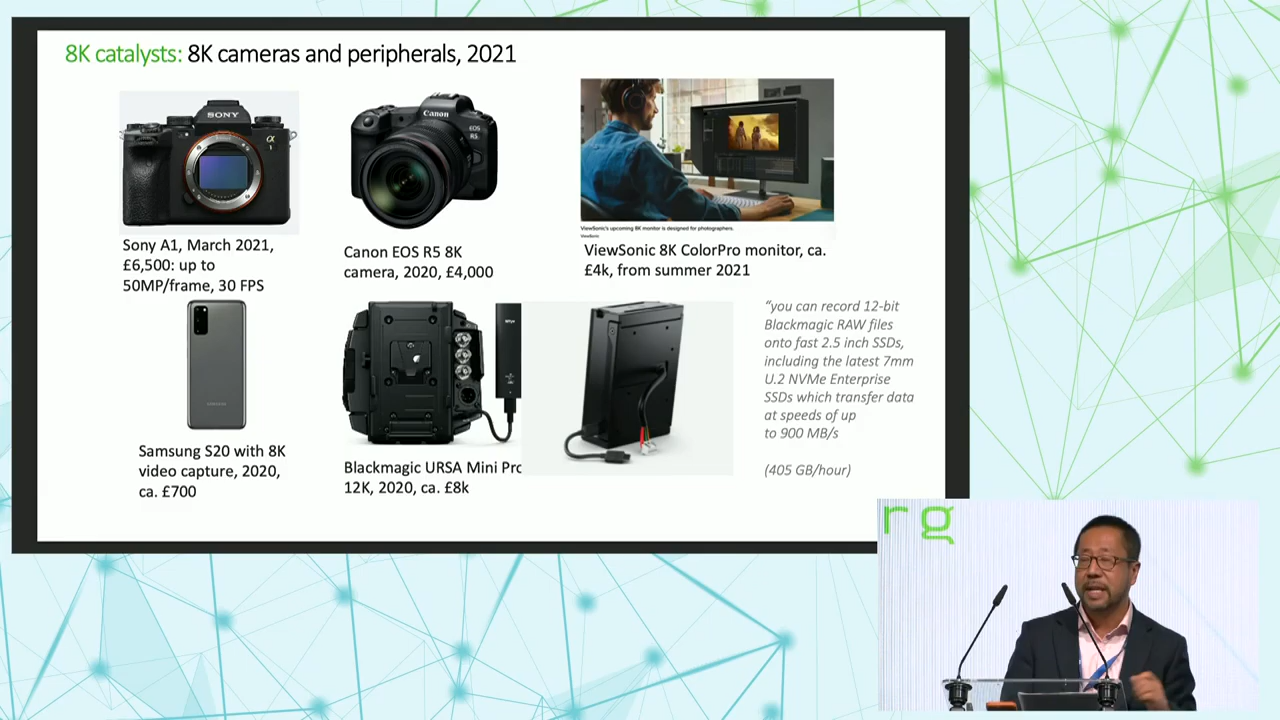 8K catalysts: 8K cameras and peripherals, 2021
SONY
α
1
Canon
EOS
R5
ViewSonic's upcoming 8K monitor is designed for photographers.
ViewSonic
Sony A1, March 2021,
£6,500: up to
50MP/frame, 30 FPS
Canon EOS R5 8K
camera, 2020, £4,000
ViewSonic 8K ColorPro monitor, ca.
£4k, from summer 2021
SAMSUNG
Samsung S20 with 8K
video capture, 2020,
ca. £700
Blackmagic URSA Mini Pro
12K, 2020, ca. £8k
“you can record 12-bit
Blackmagic RAW files
onto fast 2.5 inch SSDs,
including the latest 7mm
U.2 NVMe Enterprise
SSDs which transfer data
at speeds of up
to 900 MB/s
(405 GB/hour)
rg